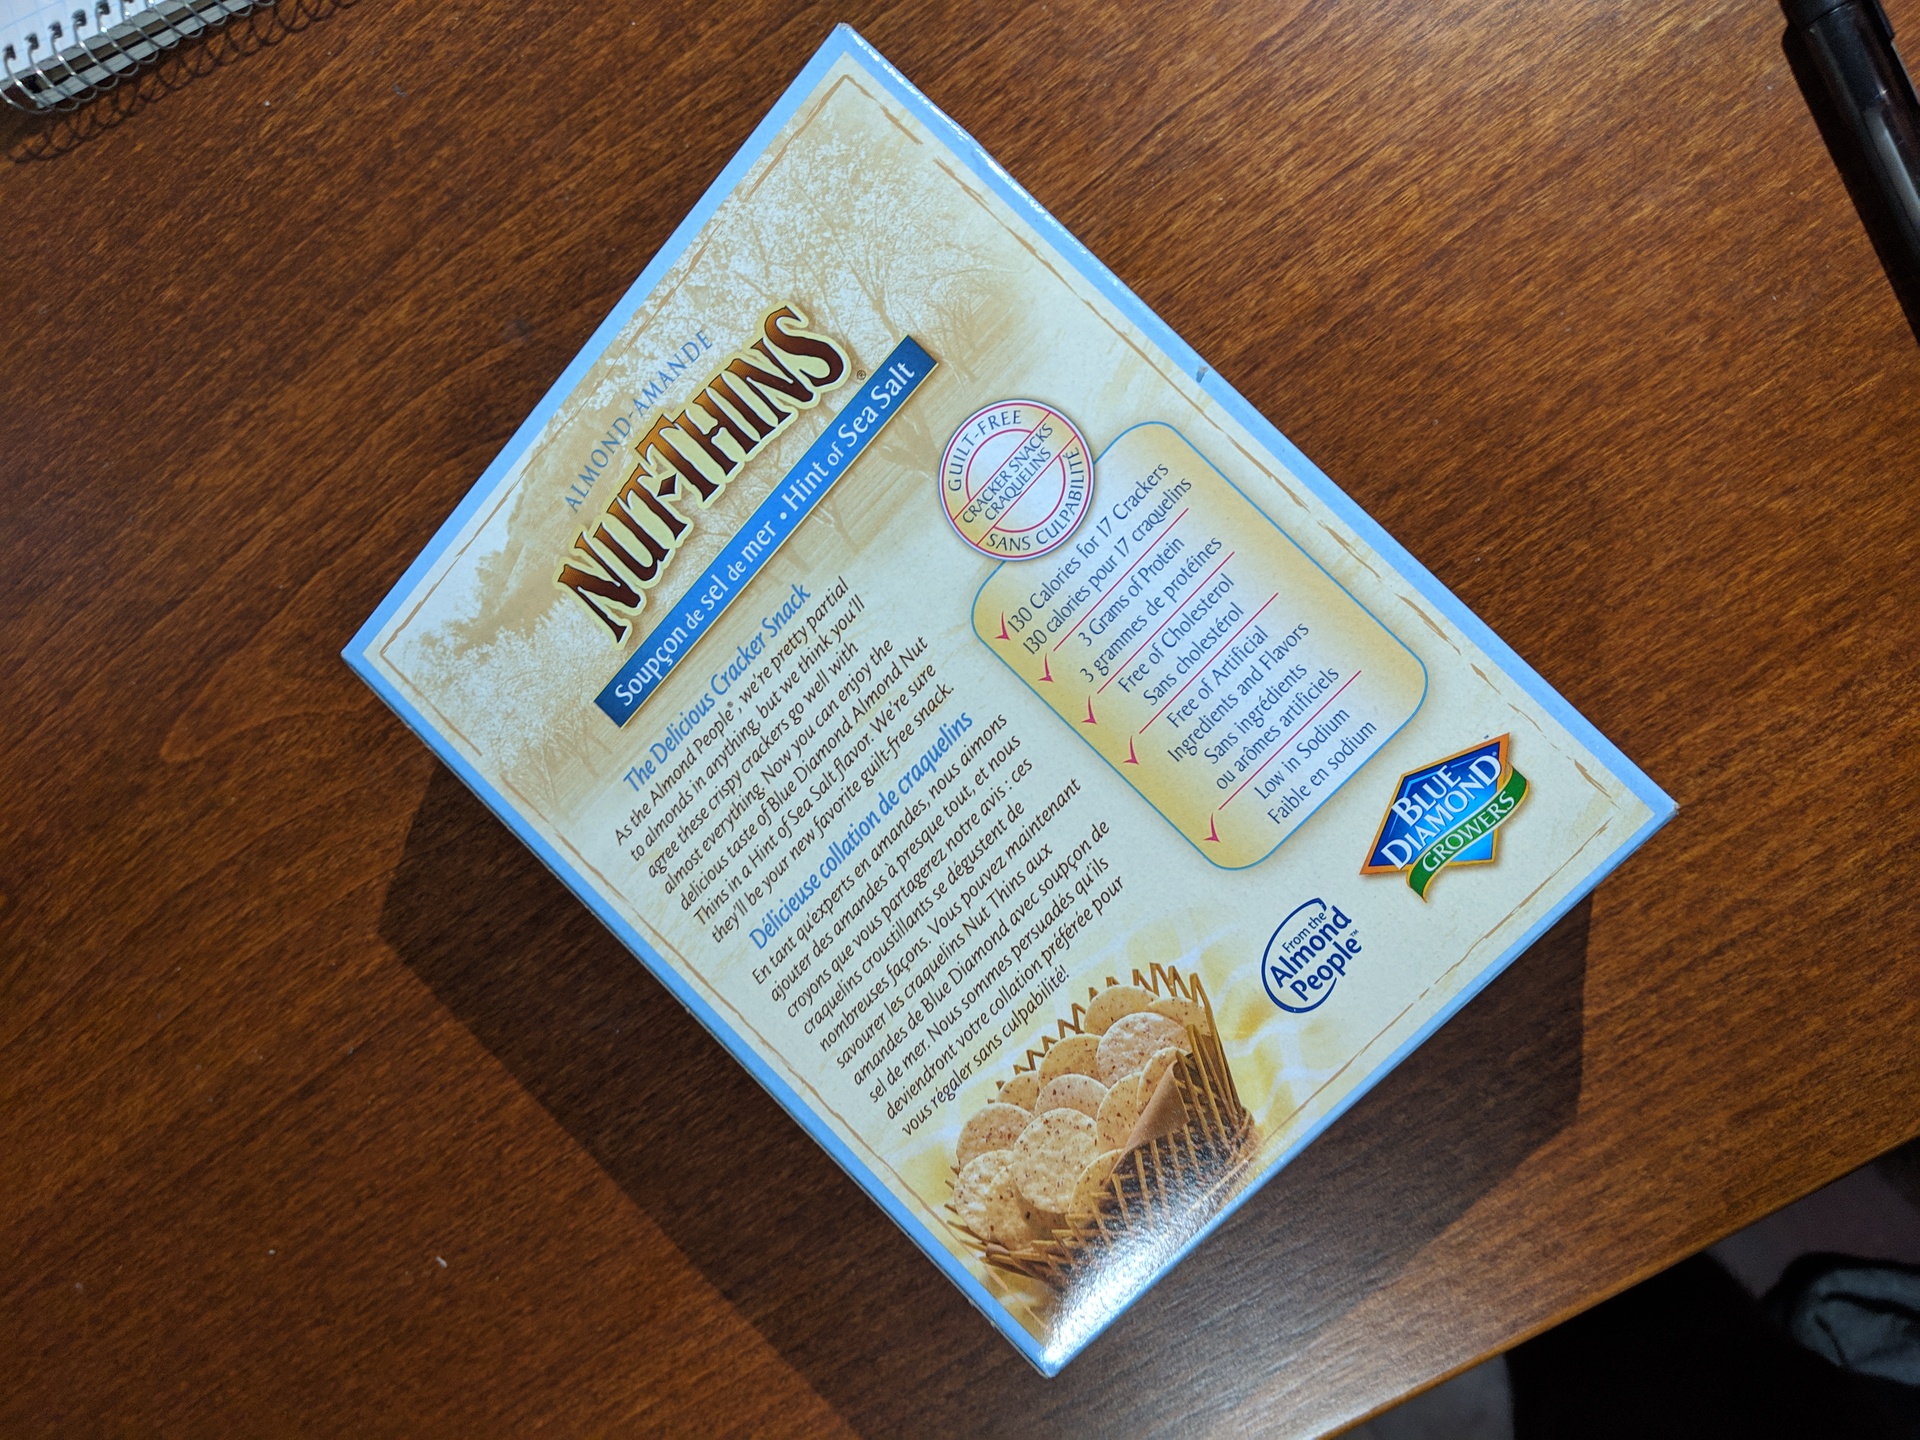 ALMOND-AMANDE
NUT-THINS®
Soupçon de sel de mer • Hint of Sea Salt
The Delicious Cracker Snack
As the Almond People®, we're pretty partial
to almonds in anything, but we think you'll
agree these crispy crackers go well with
almost everything. Now you can enjoy the
delicious taste of Blue Diamond Almond Nut
Thins in a Hint of Sea Salt flavor. We're sure
they'll be your new favorite guilt-free snack.
Délicieuse collation de craquelins
En tant qu'experts en amandes, nous aimons
ajouter des amandes à presque tout, et nous
croyons que vous partagerez notre avis : ces
craquelins croustillants se dégustent de
nombreuses façons. Vous pouvez maintenant
savourer les craquelins Nut Thins aux
amandes de Blue Diamond avec soupçon de
sel de mer. Nous sommes persuadés qu'ils
deviendront votre collation préférée pour
vous régaler sans culpabilité!
GUILT-FREE
CRACKER SNACKS
CRAQUELINS
SANS CULPABILITÉ
130 Calories for 17 Crackers
130 calories pour 17 craquelins
3 Grams of Protein
3 grammes de protéines
Free of Cholesterol
Sans cholestérol
Free of Artificial
Ingredients and Flavors
Sans ingrédients
ou arômes artificiels
Low in Sodium
Faible en sodium
From the
Almond
People™
BLUE
DIAMOND®
GROWERS